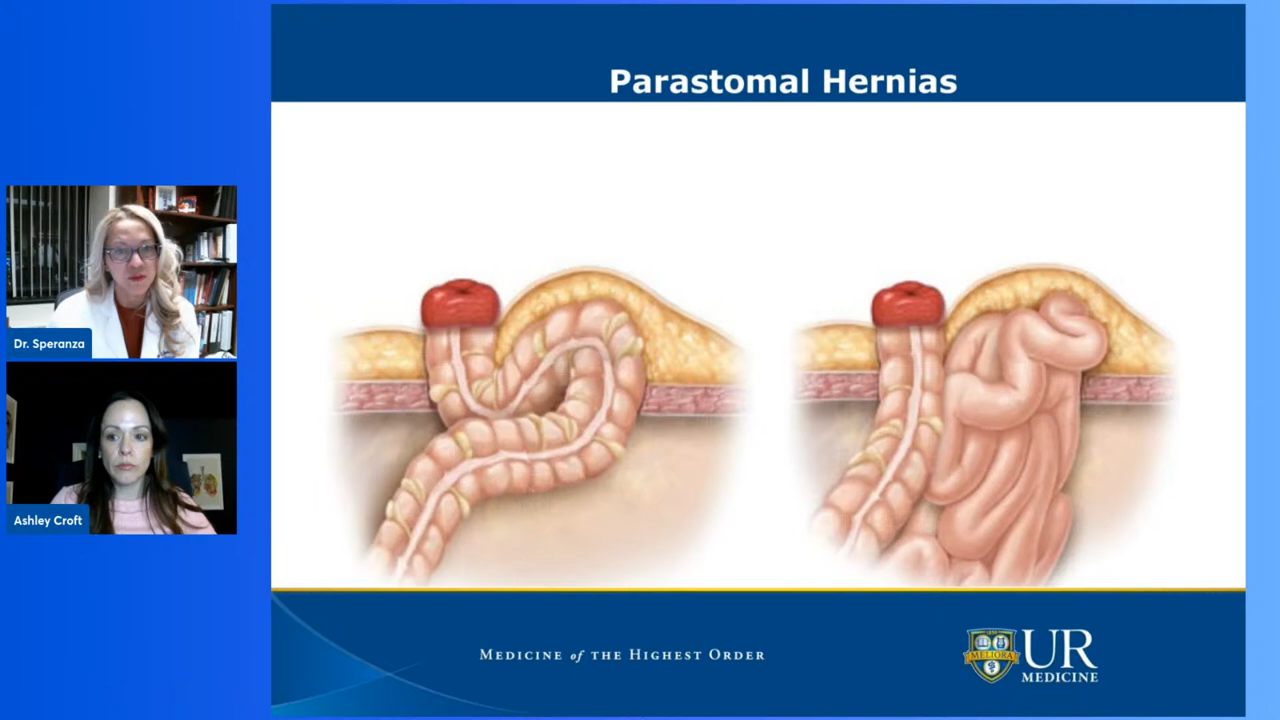 Parastomal Hernias
Dr. Speranza
Ashley Croft
MEDICINE of THE HIGHEST ORDER
MELIORA
UR
MEDICINE